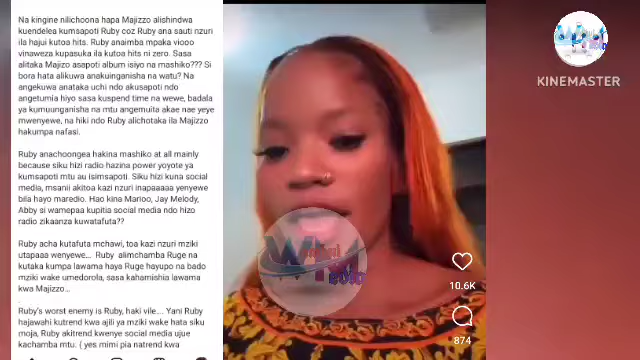 Na kingine nilichoona hapa Majizzo alishindwa
kuendelea kumsapoti Ruby coz Ruby ana sauti nzuri
ila hajui kutoa hits. Ruby anaimba mpaka vioo
vinaweza kupasuka ila kutoa hits ni zero. Sasa
alitaka Majizo asapoti album isiyo na mashiko??? Si
bora hata alikuwa anakuinganisha na watu? Na
angekuwa anataka uchi ndo akusapoti ndo
angetumia hiyo sasa kuspend time na wewe, badala
ya kumuunganisha na mtu angemuita akae nae yeye
mwenyewe, na hiki ndo Ruby alichotaka ila Majizzo
hakumpa nafasi.
Ruby anachoongea hakina mashiko at all mainly
because siku hizi radio hazina power yoyote ya
kumsapoti mtu au isimsapoti. Siku hizi kuna social
media, msanii akitoa kazi nzuri inapaaaaa yenyewe
bila hayo maredio. Hao kina Marioo, Jay Melody,
Abby si wamepaa kupitia social media ndo hizo
radio zikaanza kuwatafuta??
Ruby acha kutafuta mchawi, toa kazi nzuri mziki
utapaaa wenyewe... Ruby alimchamba Ruge na
kutaka kumpa lawama haya Ruge hayupo na bado
mziki wake umedorola, sasa kahamishia lawama
kwa Majizzo...
Ruby's worst enemy is Ruby, haki vile.... Yani Ruby
hajawahi kutrend kwa ajili ya mziki wake hata siku
moja, Ruby akitrend kwenye social media ujue
kachamba mtu. ( yes mimi pia natrend kwa
10.6K
874
KINEMASTER